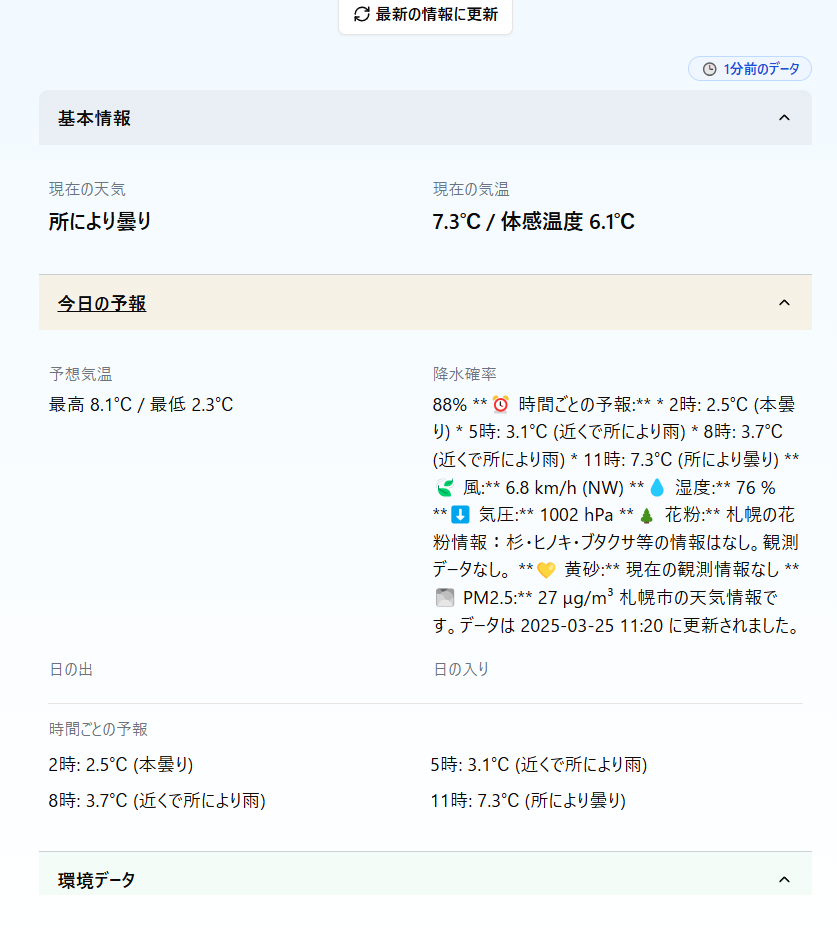 最新の情報に更新
1分前のデータ
基本情報
現在の天気
所により曇り
現在の気温
7.3°C / 体感温度 6.1°C
今日の予報
予想気温
最高 8.1°C / 最低 2.3°C
降水確率
88% **⏰ 時間ごとの予報:** * 2時: 2.5°C (本曇
り) * 5時: 3.1°C (近くで所により雨) * 8時: 3.7°C
(近くで所により雨) * 11時: 7.3°C (所により曇り) **
🍃 風:** 6.8 km/h (NW) **💧 湿度:** 76 %
**⬇️ 気圧:** 1002 hPa **🌲 花粉:** 札幌の花
粉情報：杉・ヒノキ・ブタクサ等の情報はなし。観測
データなし。 **💛 黄砂:** 現在の観測情報なし **
🌫️ PM2.5:** 27 μg/m³ 札幌市の天気情報で
す。データは 2025-03-25 11:20 に更新されました。
日の出
日の入り
時間ごとの予報
2時: 2.5°C (本曇り)
5時: 3.1°C (近くで所により雨)
8時: 3.7°C (近くで所により雨)
11時: 7.3°C (所により曇り)
環境データ